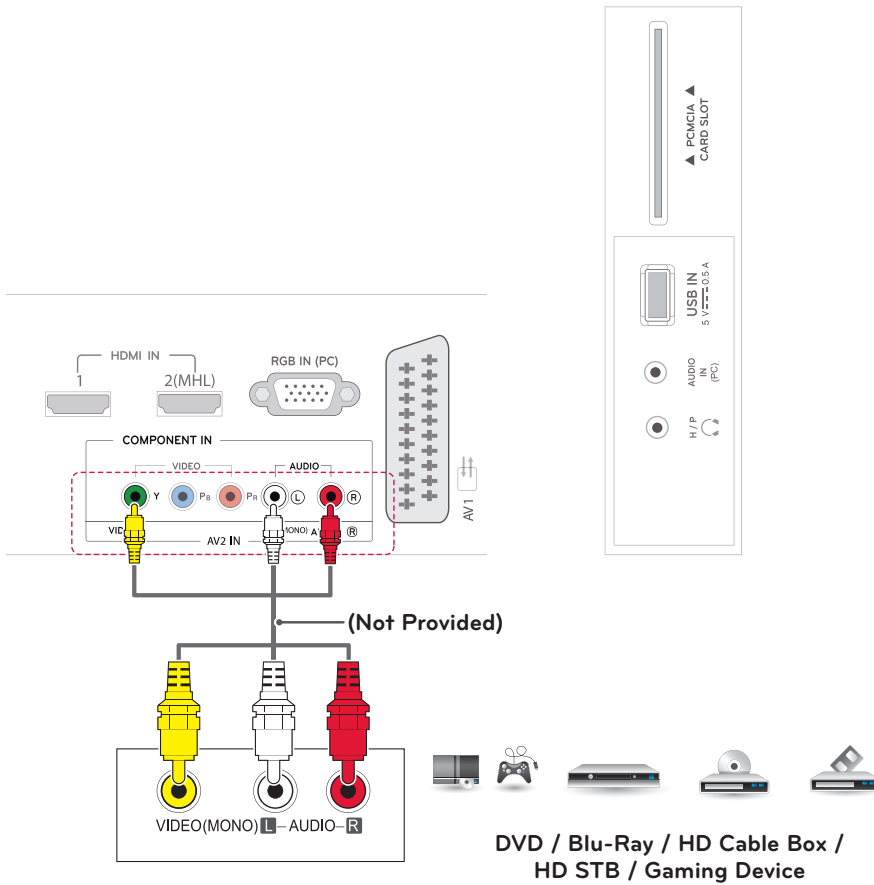 ▲ PCMCIA ▲
CARD SLOT
USB IN
5 V 0.5 A
AUDIO
IN
(PC)
H / P
HDMI IN
1
2(MHL)
RGB IN (PC)
AV1
COMPONENT IN
VIDEO
AUDIO
Y
PB
PR
L
R
AV2 IN
R
(Not Provided)
VIDEO(MONO) L - AUDIO - R
DVD / Blu-Ray / HD Cable Box /
HD STB / Gaming Device